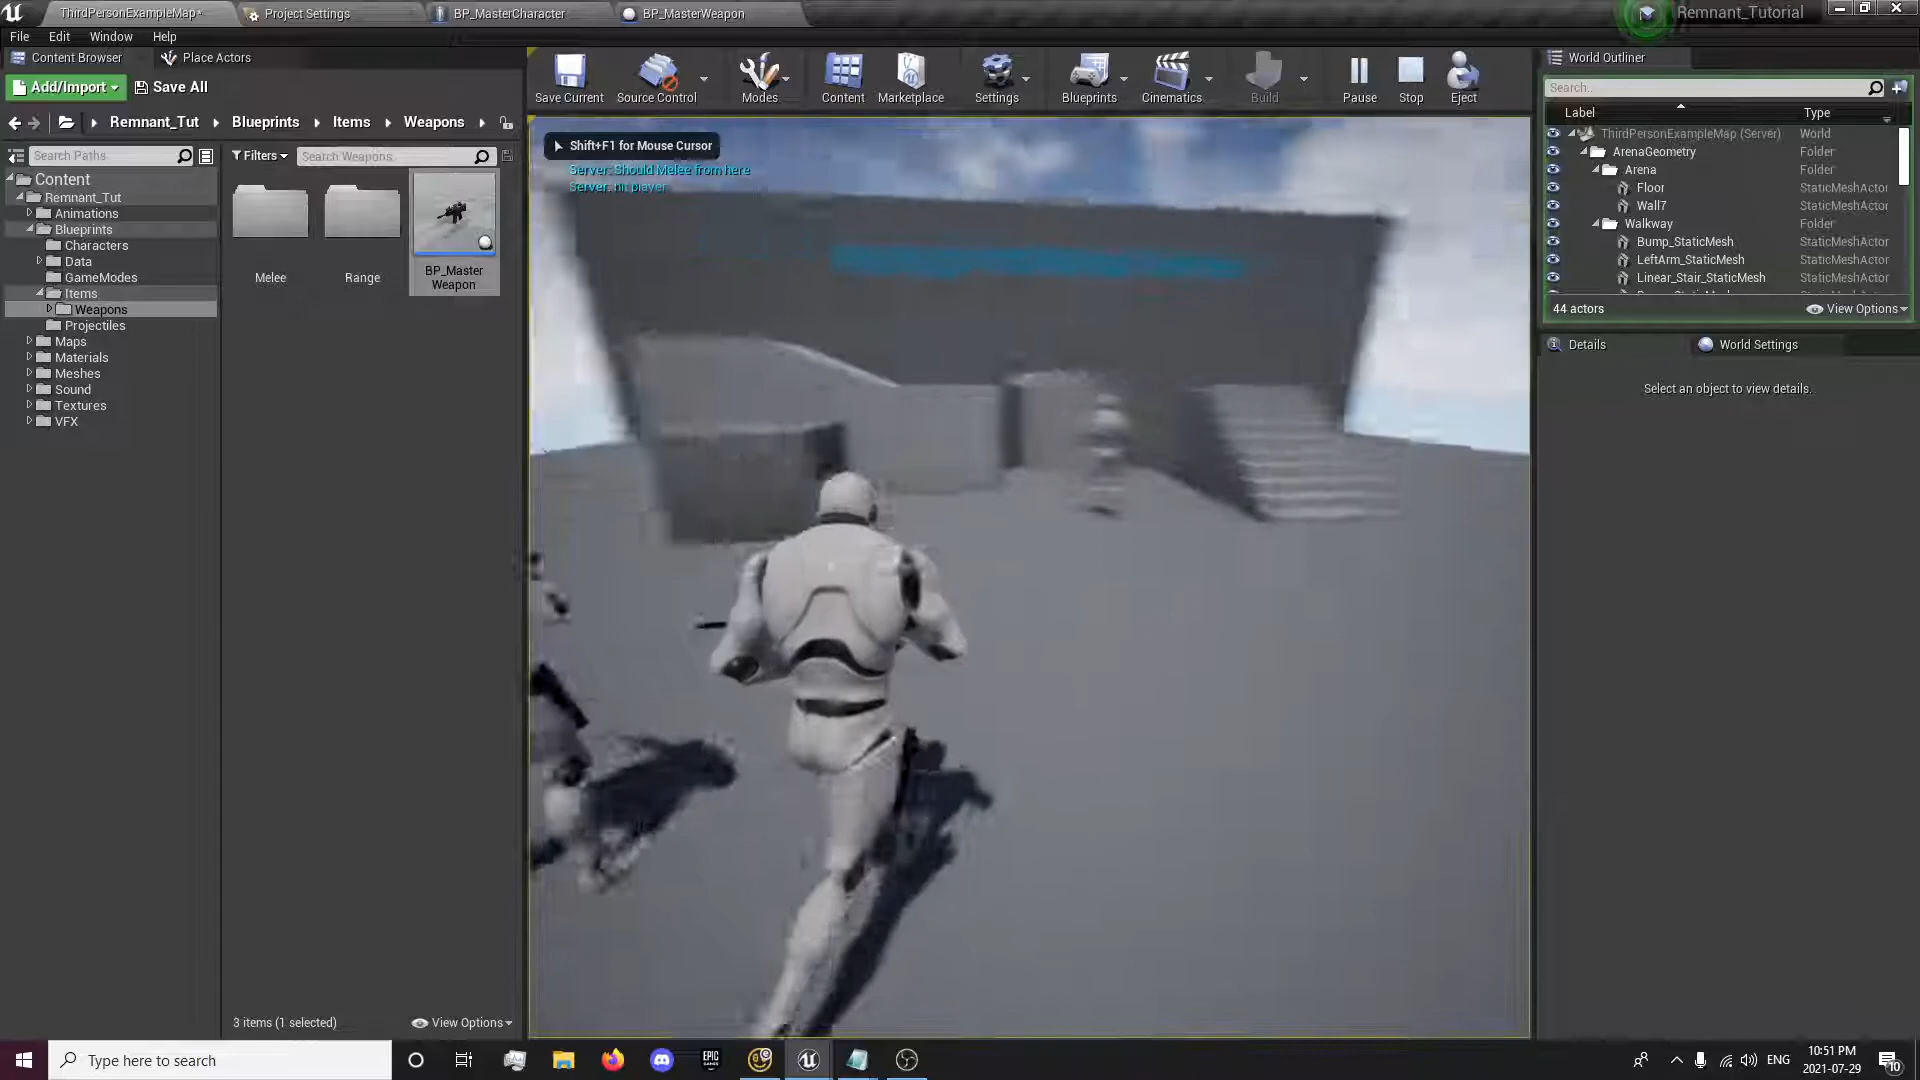 ThirdPersonExampleMap*
Project Settings
BP_MasterCharacter
BP_MasterWeapon
Remnant_Tutorial
File Edit Window Help
Content Browser
Place Actors
Add/Import
Save All
Save Current
Source Control
Modes
Content
Marketplace
Settings
Blueprints
Cinematics
Build
Pause
Stop
Eject
World Outliner
Search...
Label Type
Remnant_Tut Blueprints Items Weapons
Search Paths
Filters
Search Weapons
Content
Remnant_Tut
Animations
Blueprints
Characters
Data
GameModes
Items
Weapons
Projectiles
Maps
Materials
Meshes
Sound
Textures
VFX
Melee
Range
BP_Master
Weapon
3 items (1 selected)
View Options
Shift+F1 for Mouse Cursor
Server: Should Melee from here
Server: hit player
ThirdPersonExampleMap (Server) World
ArenaGeometry Folder
Arena Folder
Floor StaticMeshActor
Wall7 StaticMeshActor
Walkway Folder
Bump_StaticMesh StaticMeshActor
LeftArm_StaticMesh StaticMeshActor
Linear_Stair_StaticMesh StaticMeshActor
44 actors
View Options
Details
World Settings
Select an object to view details.
Type here to search
EPIC
ENG
10:51 PM
2021-07-29
10